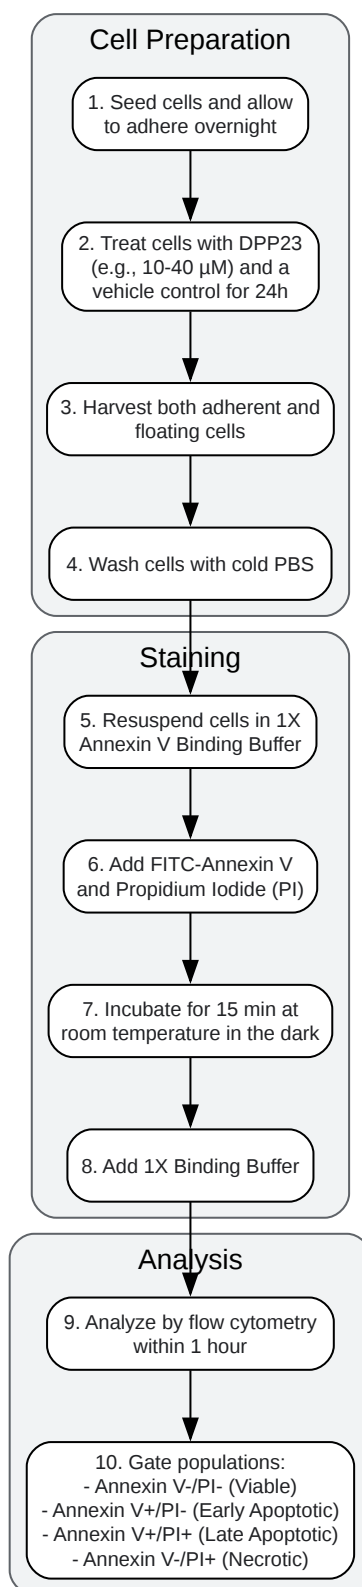 Cell Preparation
1. Seed cells and allow
to adhere overnight
2. Treat cells with DPP23
(e.g., 10-40 µM) and a
vehicle control for 24h
3. Harvest both adherent and
floating cells
4. Wash cells with cold PBS
Staining
5. Resuspend cells in 1X
Annexin V Binding Buffer
6. Add FITC-Annexin V
and Propidium Iodide (PI)
7. Incubate for 15 min at
room temperature in the dark
8. Add 1X Binding Buffer
Analysis
9. Analyze by flow cytometry
within 1 hour
10. Gate populations:
- Annexin V-/PI- (Viable)
- Annexin V+/PI- (Early Apoptotic)
- Annexin V+/PI+ (Late Apoptotic)
- Annexin V-/PI+ (Necrotic)